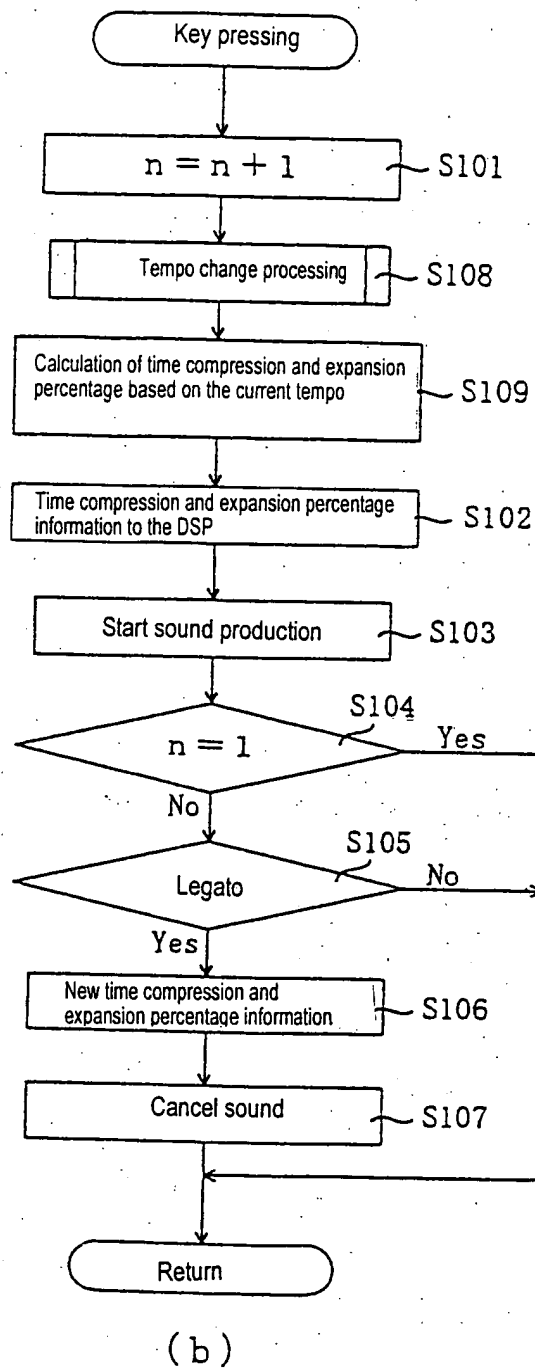 Key pressing
n = n + 1
S101
Tempo change processing
S108
Calculation of time compression and expansion
percentage based on the current tempo
S109
Time compression and expansion percentage
information to the DSP
S102
Start sound production
S103
S104
n = 1
Yes
No
S105
Legato
No
Yes
New time compression and
expansion percentage information
S106
Cancel sound
S107
Return
(b)